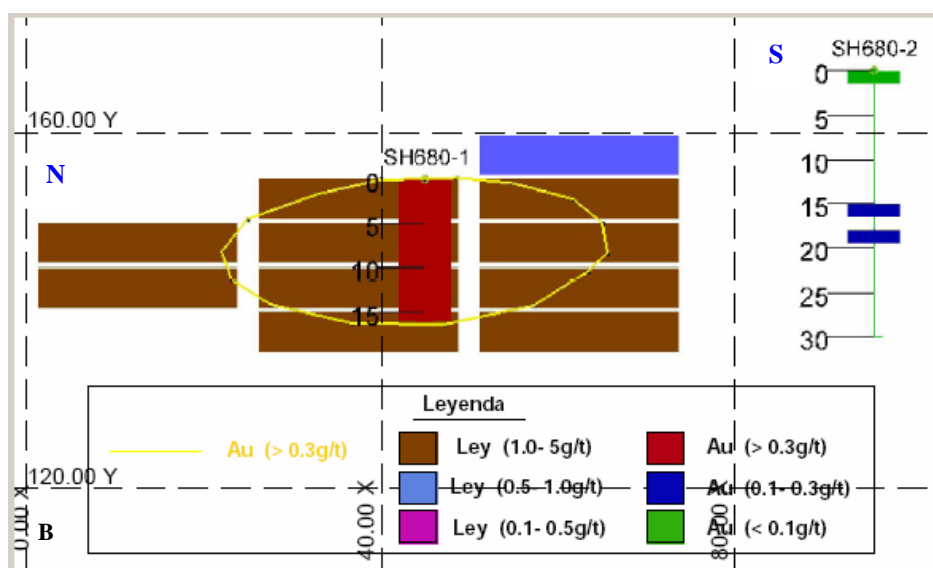 S
SH680-2
160.00 Y
N
SH680-1
0
5
10
15
0
5
10
15
20
25
30
Leyenda
Au (> 0.3g/t)
Ley (1.0- 5g/t)
Au (> 0.3g/t)
Ley (0.5- 1.0g/t)
Au (0.1- 0.3g/t)
Ley (0.1- 0.5g/t)
Au (< 0.1g/t)
120.00 Y
B
0.00 X
40.00 X
80.00 X